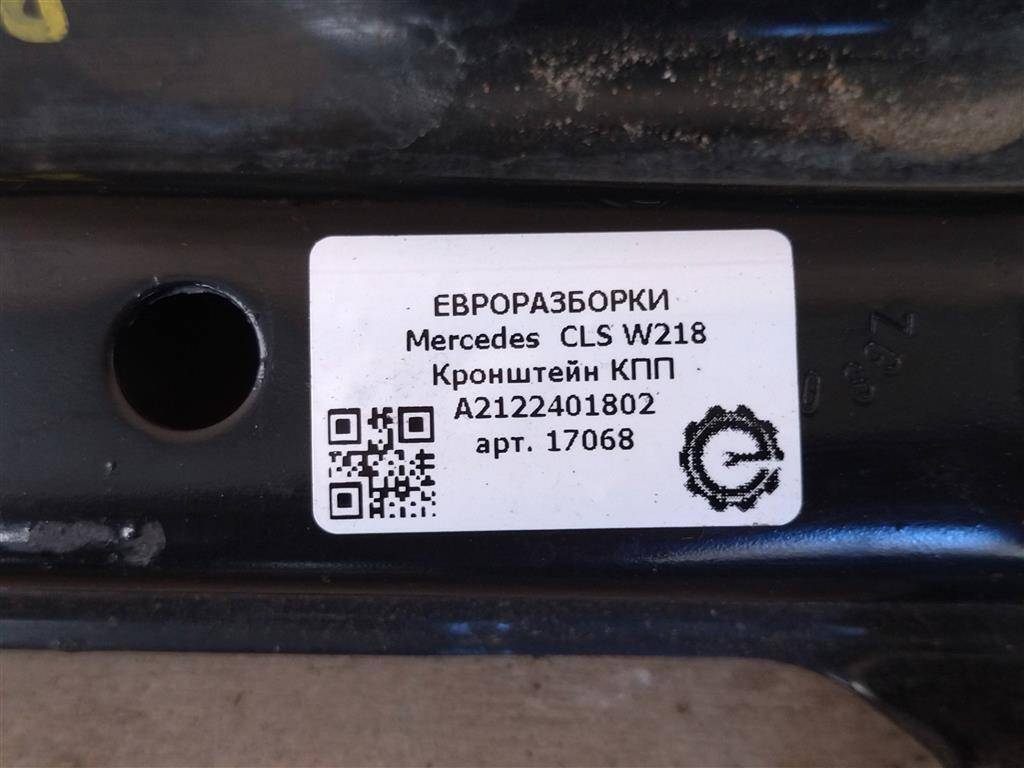 ЕВРОРАЗБОРКИ
Mercedes CLS W218
Кронштейн КПП
A2122401802
арт. 17068